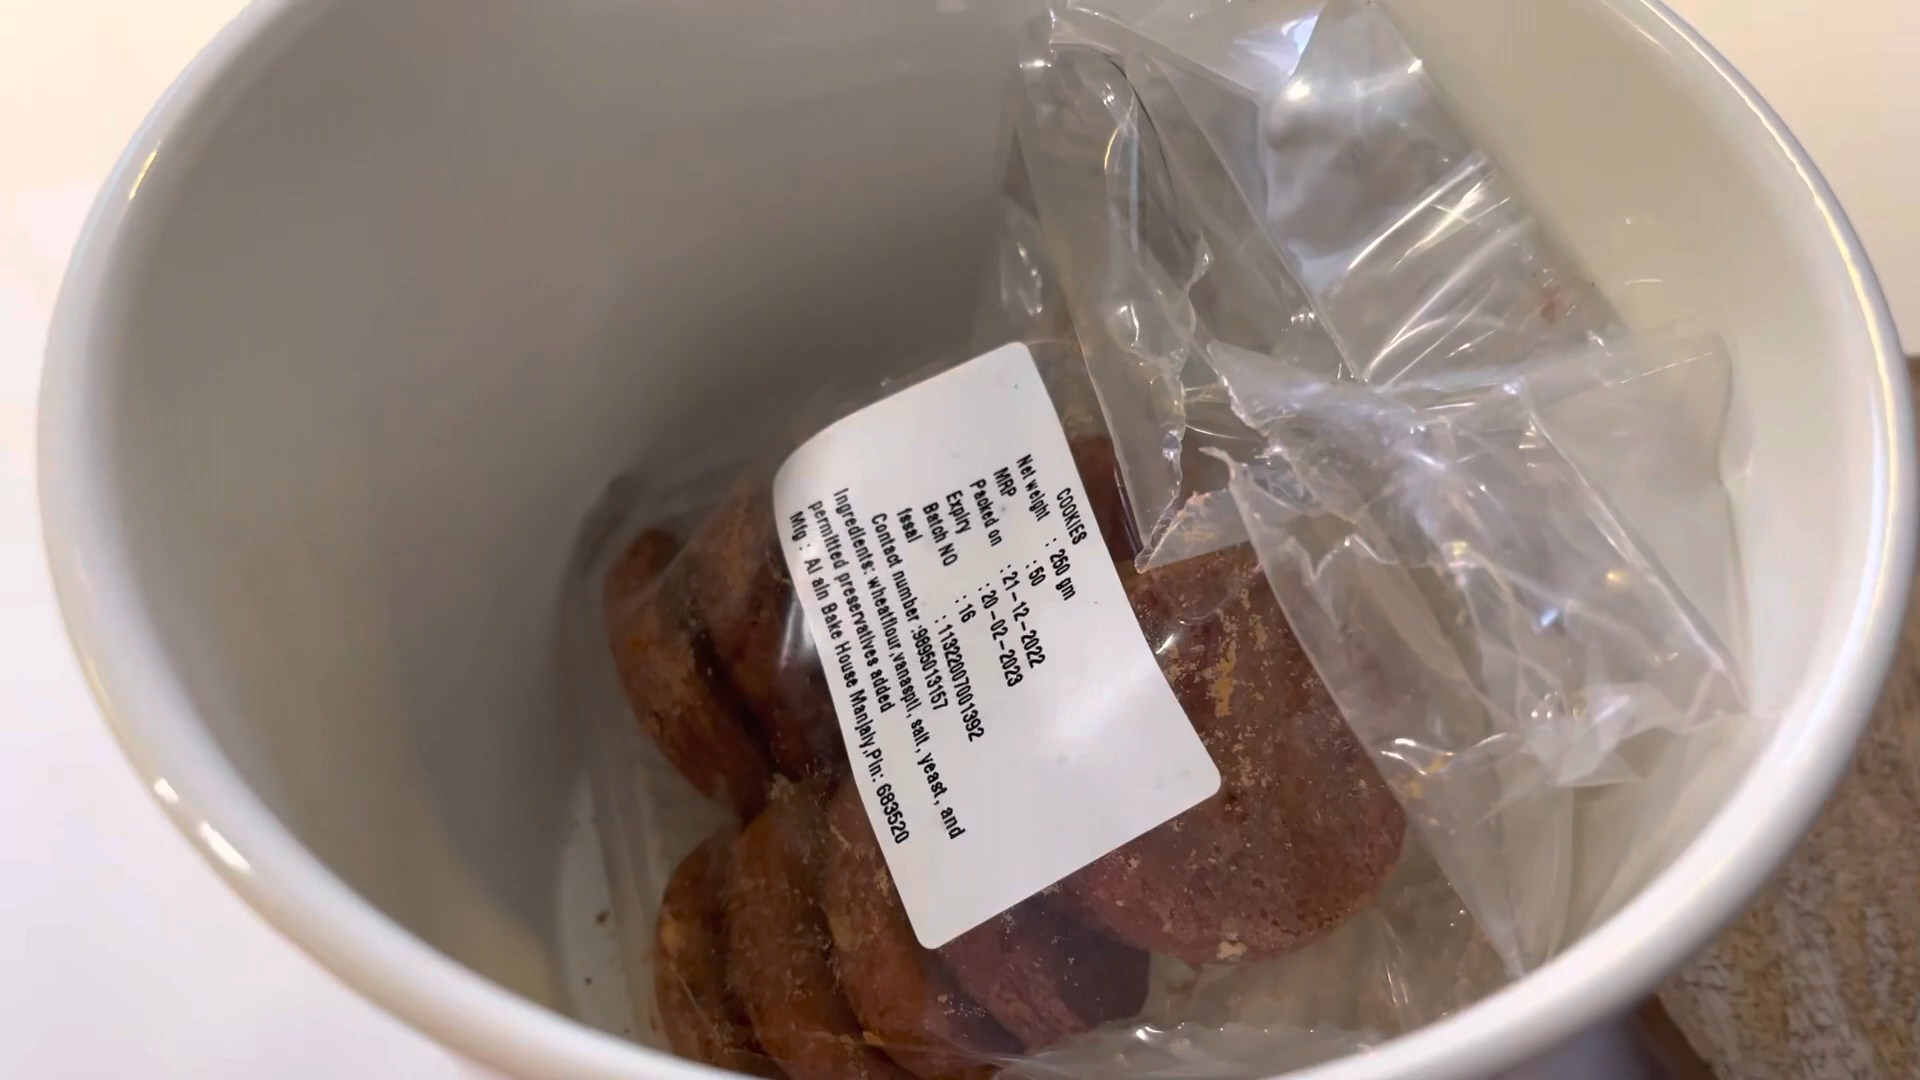 COOKIES
Net weight : 250 gm
MRP : 50
Packed on : 21-12-2022
Expiry : 20-02-2023
Batch NO : 16
fssai : 11322007001392
Contact number :9895013157
Ingredients: wheatflour,vanaspti, salt, yeast, and
permitted preservatives added
Mfg : Al ain Bake House Manjaly,Pin: 683520